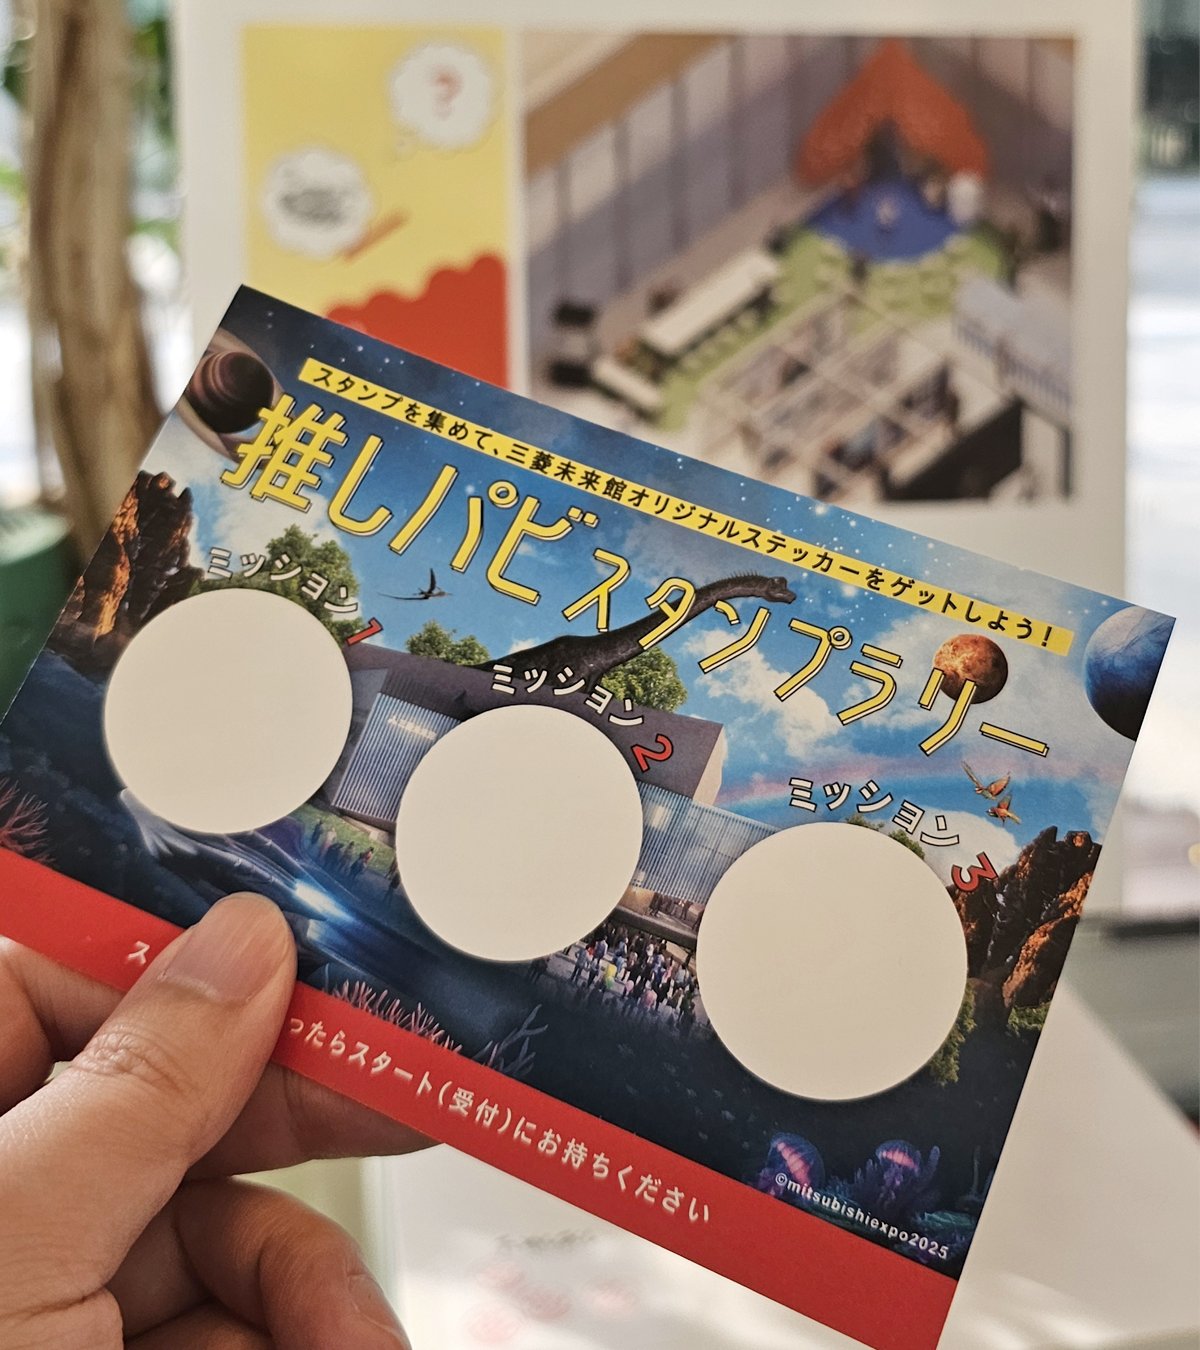 スタンプを集めて、三菱未来館オリジナルステッカーをゲットしよう!
推しパビスタンプラリー
ミッション1
ミッション2
ミッション3
ス
ったらスタート(受付)にお持ちください
©mitsubishiexpo2025
?